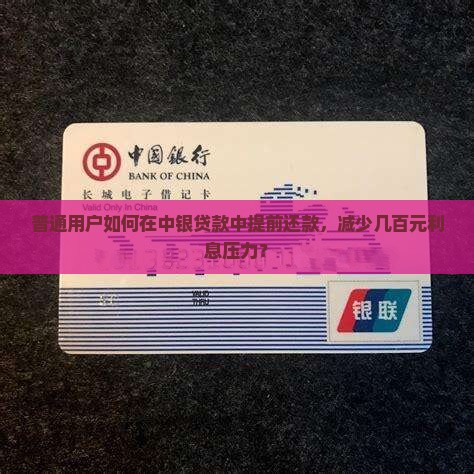 中国银行
BANK OF CHINA
长城电子借记卡
Valid Only In China
普通用户如何在中银贷款中提前还款，减少几百元利
息压力？
VALID
THRU
银联